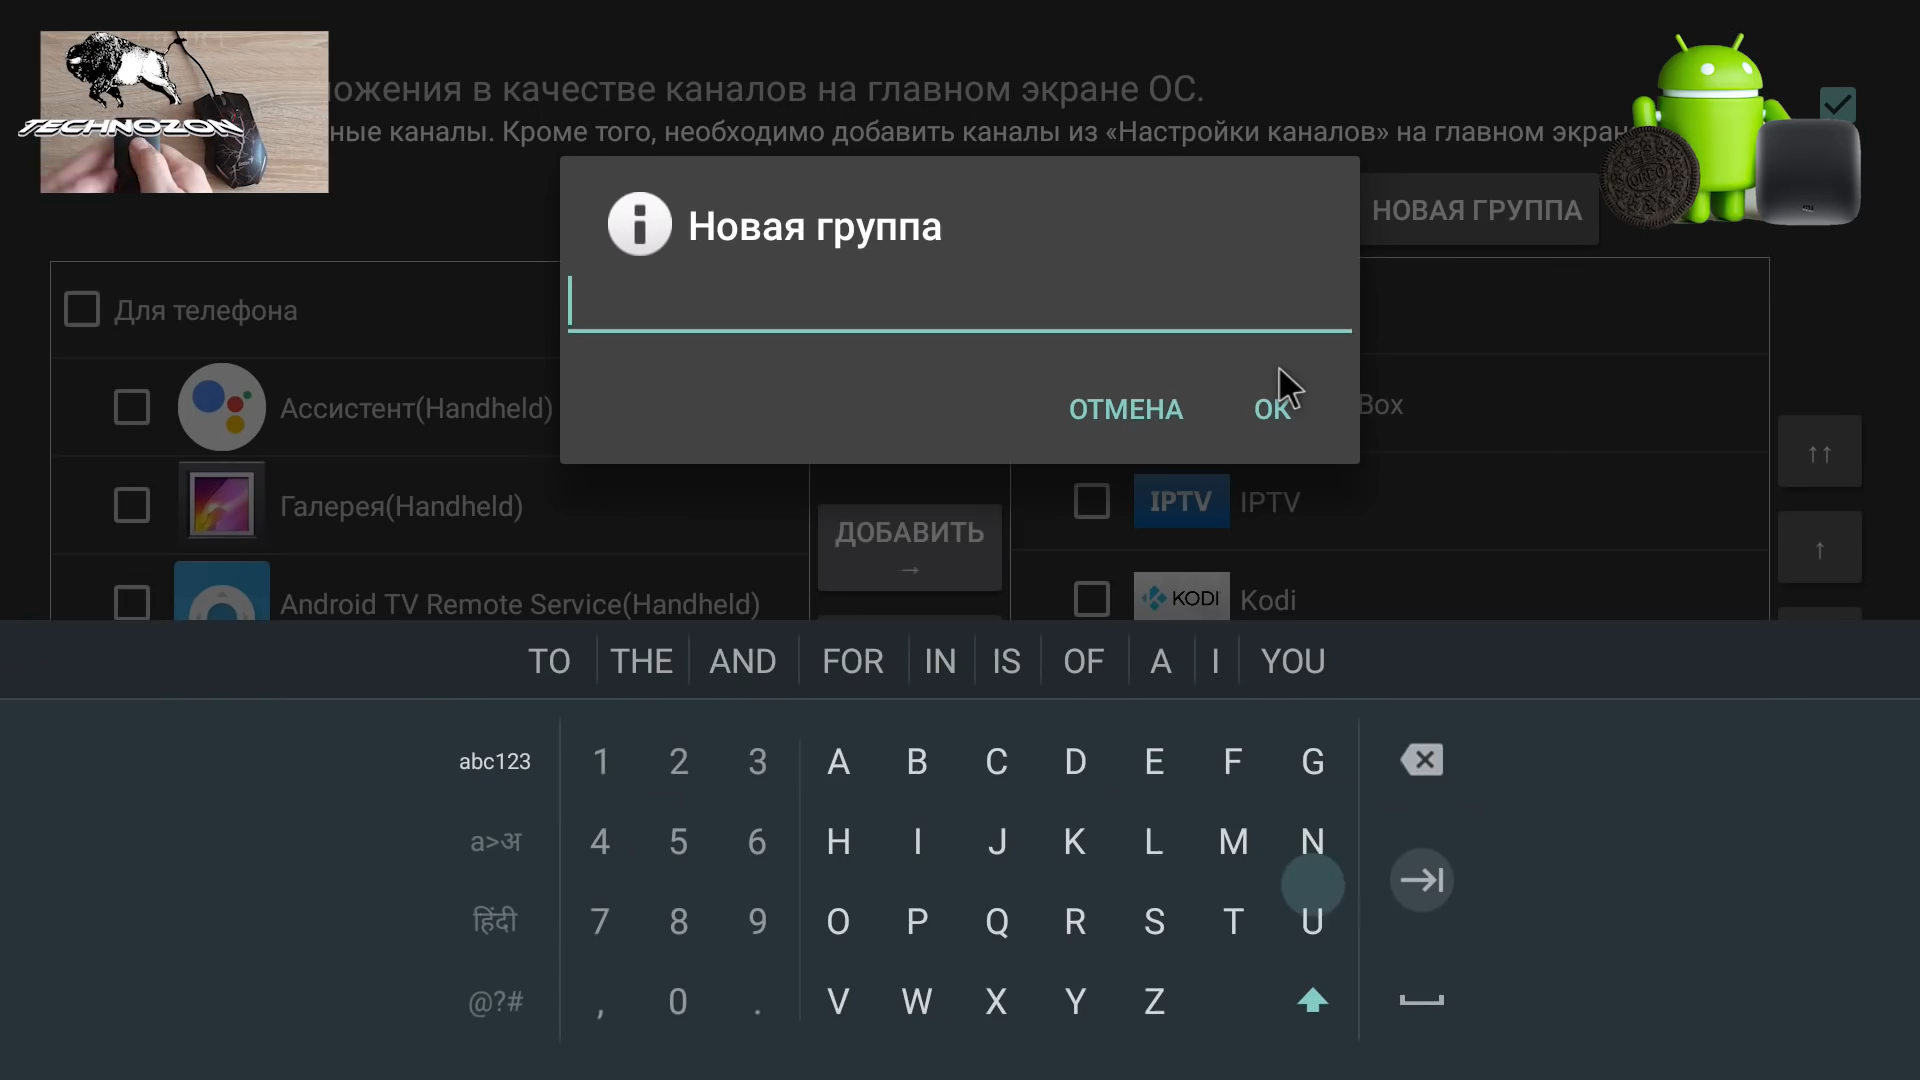 TECHNOZON
ложения в качестве каналов на главном экране ОС.
ные каналы. Кроме того, необходимо добавить каналы из «Настройки каналов» на главном экран
OREO
Новая группа
НОВАЯ ГРУППА
Для телефона
ОТМЕНА
ОК
Ассистент(Handheld)
Box
Галерея(Handheld)
IPTV
IPTV
↑↑
ДОБАВИТЬ
→
↑
Android TV Remote Service(Handheld)
KODI
Kodi
TO THE AND FOR IN IS OF A I YOU
abc123 1 2 3 A B C D E F G
a>अ 4 5 6 H I J K L M N
हिंदी 7 8 9 O P Q R S T U
@?# , 0 . V W X Y Z